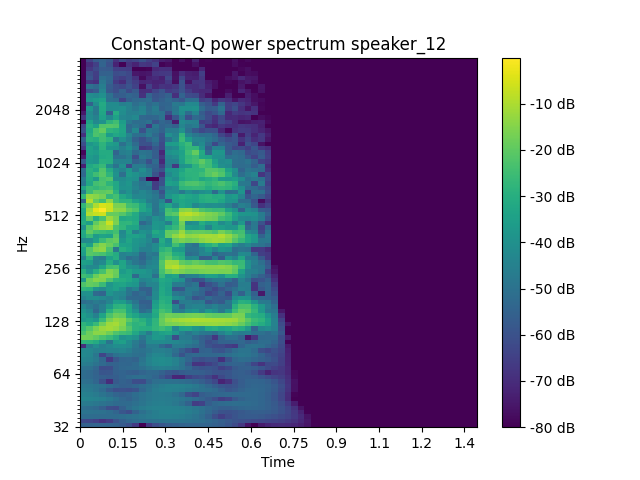 Constant-Q power spectrum speaker_12
2048
1024
512
256
128
64
32
Hz
0 0.15 0.3 0.45 0.6 0.75 0.9 1.1 1.2 1.4
Time
-10 dB
-20 dB
-30 dB
-40 dB
-50 dB
-60 dB
-70 dB
-80 dB